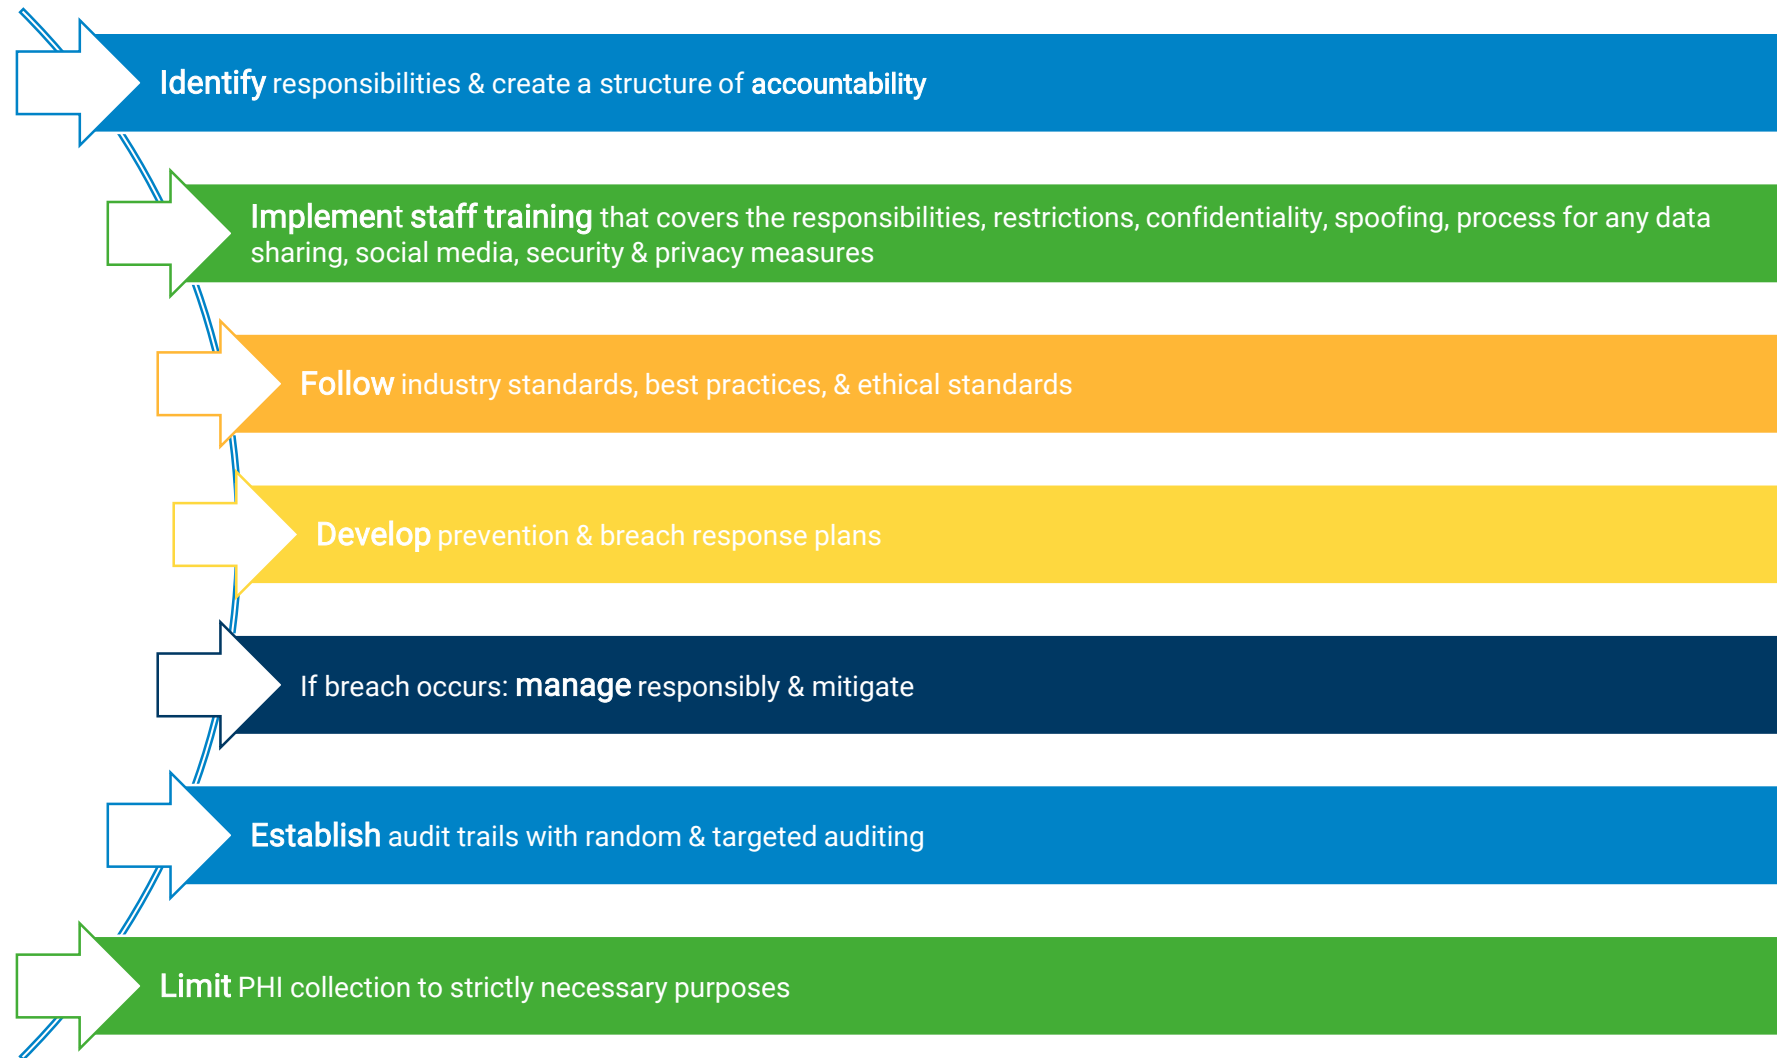 Identify responsibilities & create a structure of accountability
Implement staff training that covers the responsibilities, restrictions, confidentiality, spoofing, process for any data
sharing, social media, security & privacy measures
Follow industry standards, best practices, & ethical standards
Develop prevention & breach response plans
If breach occurs: manage responsibly & mitigate
Establish audit trails with random & targeted auditing
Limit PHI collection to strictly necessary purposes